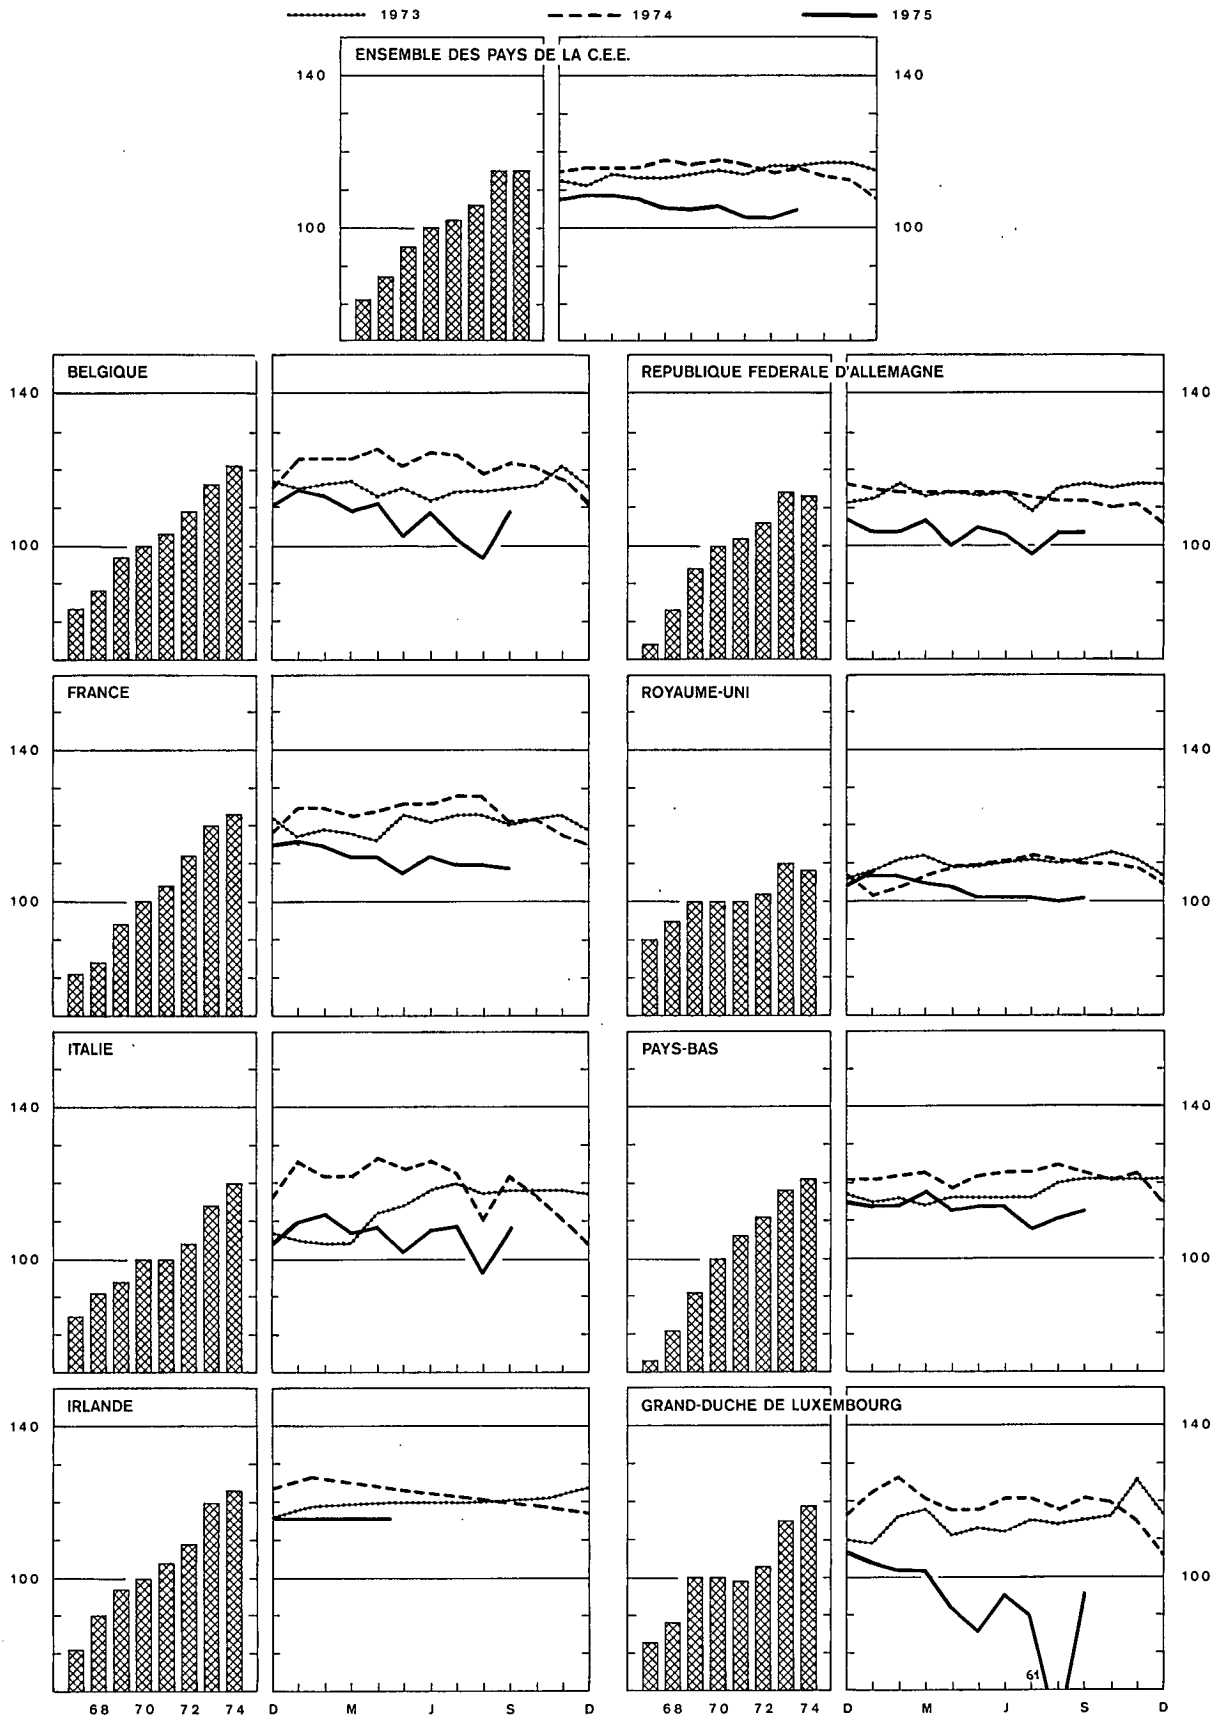 1973 1974 1975
ENSEMBLE DES PAYS DE LA C.E.E.
140 140
100 100
BELGIQUE REPUBLIQUE FEDERALE D'ALLEMAGNE
140 140
100 100
FRANCE ROYAUME-UNI
140 140
100 100
ITALIE PAYS-BAS
140 140
100 100
IRLANDE GRAND-DUCHE DE LUXEMBOURG
140 140
100 100
61
68 70 72 74 D M J S D 68 70 72 74 D M J S D